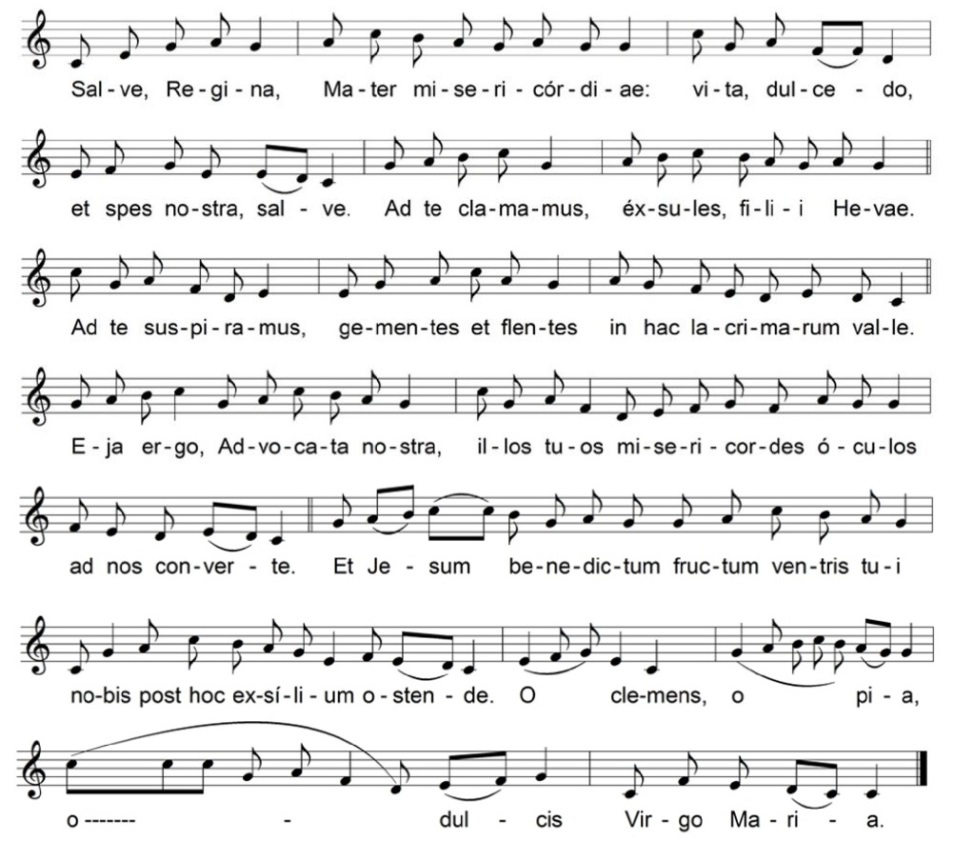 Sal - ve, Re - gi - na, Ma - ter mi - se - ri - cór - di - ae: vi - ta, dul - ce - do,
et spes no - stra, sal - ve. Ad te cla - ma - mus, éx - su - les, fi - li - i He - vae.
Ad te sus - pi - ra - mus, ge - men - tes et flen - tes in hac la - cri - ma - rum val - le.
E - ja er - go, Ad - vo - ca - ta no - stra, il - los tu - os mi - se - ri - cor - des ó - cu - los
ad nos con - ver - te. Et Je - sum be - ne - dic - tum fruc - tum ven - tris tu - i
no - bis post hoc ex - sí - li - um o - sten - de. O cle - mens, o pi - a,
o ------- - dul - cis Vir - go Ma - ri - a.